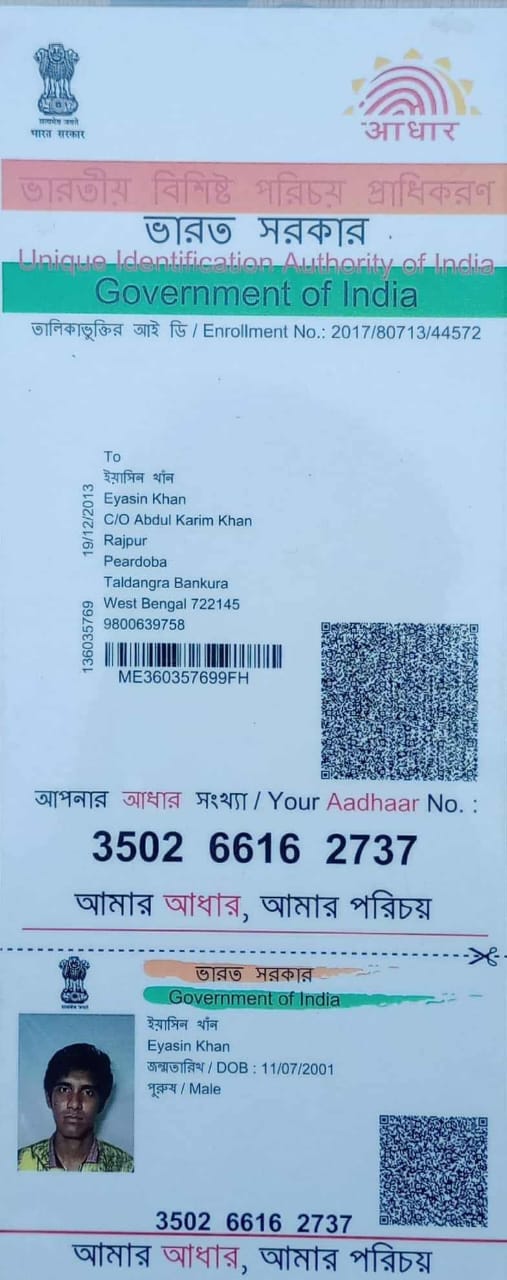 सत्यमेव जयते
भारत सरकार
आधार
ভারতীয় বিশিষ্ট পরিচয় প্রাধিকরণ
ভারত সরকার
Unique Identification Authority of India
Government of India
তালিকাভুক্তির আই ডি / Enrollment No.: 2017/80713/44572
To
ইয়াসিন খাঁন
Eyasin Khan
C/O Abdul Karim Khan
Rajpur
Peardoba
Taldangra Bankura
West Bengal 722145
9800639758
19/12/2013
136035769
ME360357699FH
আপনার আধার সংখ্যা / Your Aadhaar No. :
3502 6616 2737
আমার আধার, আমার পরিচয়
ভারত সরকার
Government of India
ইয়াসিন খাঁন
Eyasin Khan
জন্মতারিখ / DOB : 11/07/2001
পুরুষ / Male
3502 6616 2737
আমার আধার, আমার পরিচয়